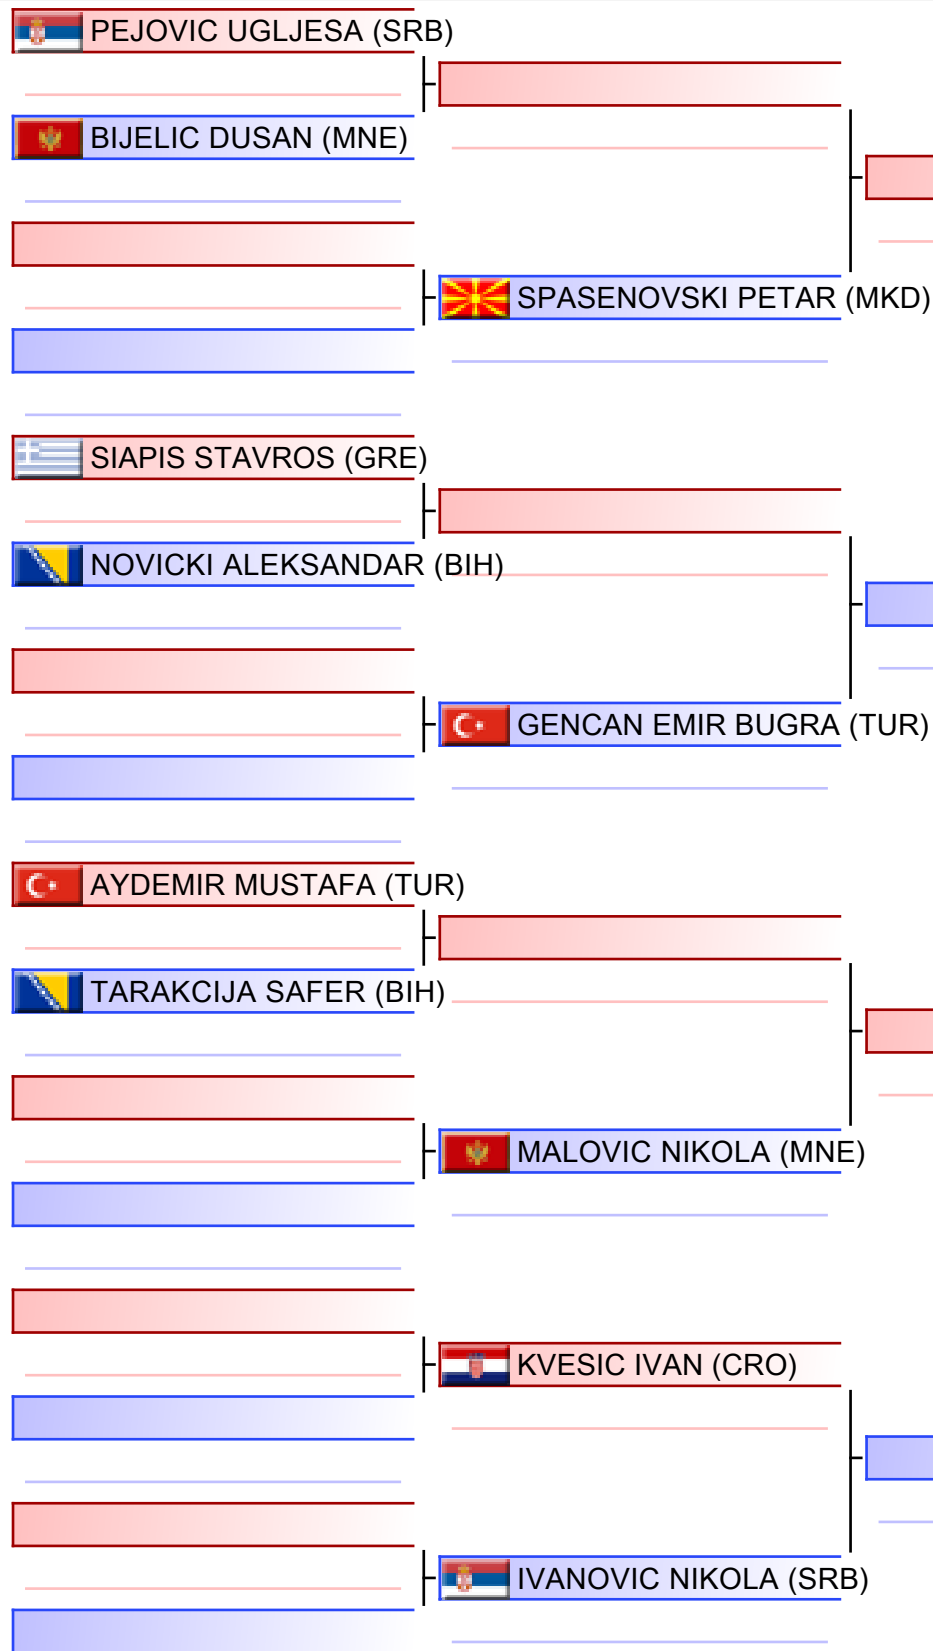 PEJOVIC UGLJESA (SRB)
BIJELIC DUSAN (MNE)
SPASENOVSKI PETAR (MKD)
SIAPIS STAVROS (GRE)
NOVICKI ALEKSANDAR (BIH)
GENCAN EMIR BUGRA (TUR)
AYDEMIR MUSTAFA (TUR)
TARAKCIJA SAFER (BIH)
MALOVIC NIKOLA (MNE)
KVESIC IVAN (CRO)
IVANOVIC NIKOLA (SRB)